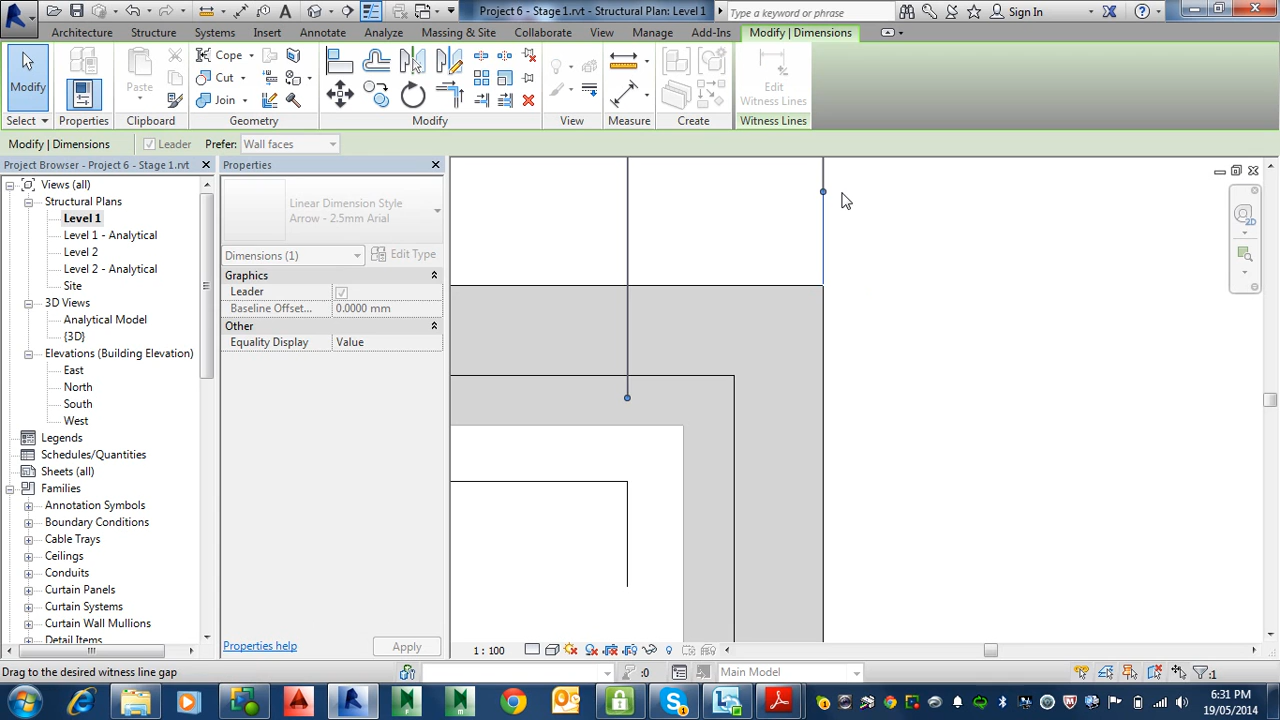 Project 6 - Stage 1.rvt - Structural Plan: Level 1
Type a keyword or phrase
Sign In
Architecture Structure Systems Insert Annotate Analyze Massing & Site Collaborate View Manage Add-Ins Modify | Dimensions
Modify
Paste
Cope
Cut
Join
Edit
Witness Lines
Select Properties Clipboard Geometry Modify View Measure Create Witness Lines
Modify | Dimensions Leader Prefer: Wall faces
Project Browser - Project 6 - Stage 1.rvt
Views (all)
Structural Plans
Level 1
Level 1 - Analytical
Level 2
Level 2 - Analytical
Site
3D Views
Analytical Model
{3D}
Elevations (Building Elevation)
East
North
South
West
Legends
Schedules/Quantities
Sheets (all)
Families
Annotation Symbols
Boundary Conditions
Cable Trays
Ceilings
Conduits
Curtain Panels
Curtain Systems
Curtain Wall Mullions
Detail Items
Properties
Linear Dimension Style
Arrow - 2.5mm Arial
Dimensions (1) Edit Type
Graphics
Leader
Baseline Offset... 0.0000 mm
Other
Equality Display Value
Properties help Apply
1 : 100
Drag to the desired witness line gap
:0
Main Model
:1
6:31 PM
19/05/2014